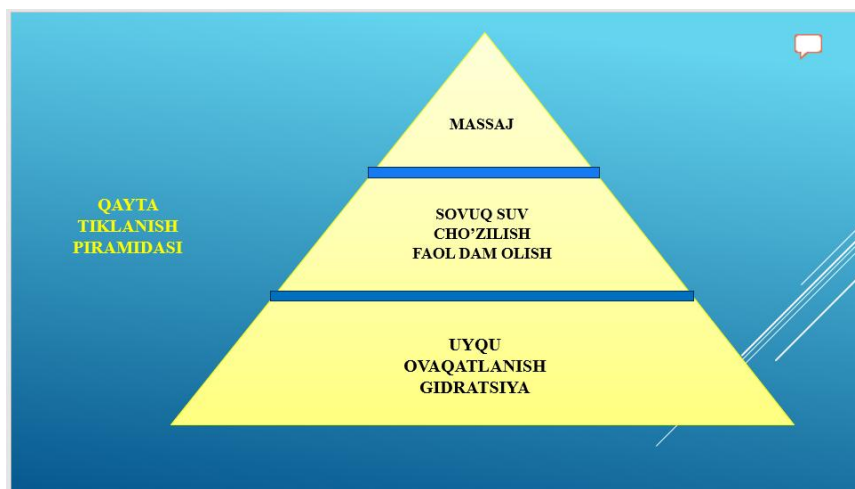 MASSAJ
QAYTA
TIKLANISH
PIRAMIDASI
SOVUQ SUV
CHO’ZILISH
FAOL DAM OLISH
UYQU
OVAQATLANISH
GIDRATSIYA